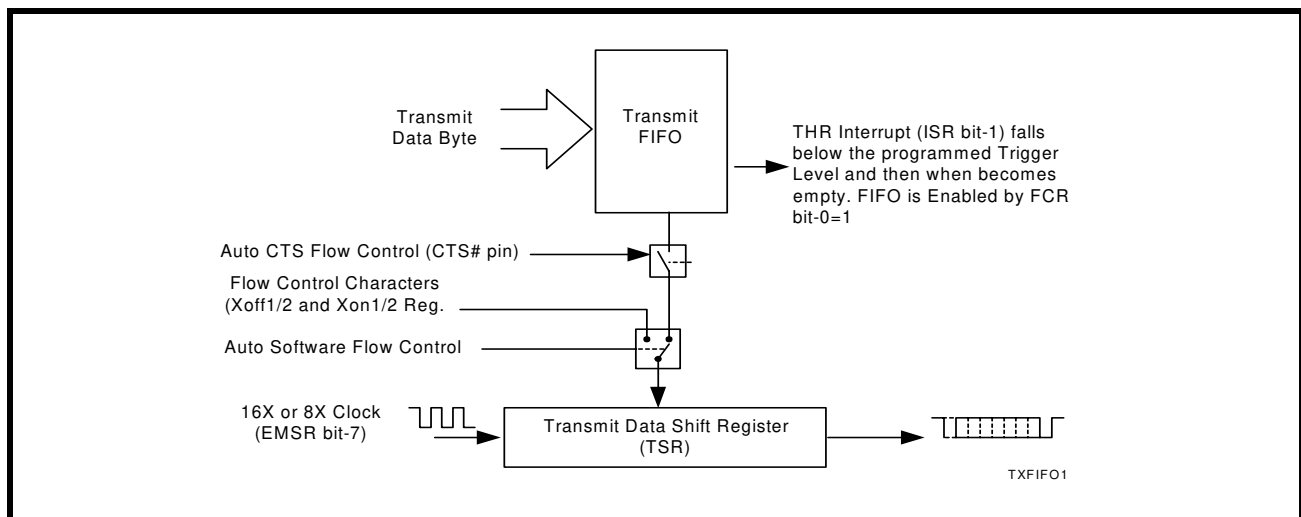 Transmit
Data Byte
Transmit
FIFO
THR Interrupt (ISR bit-1) falls
below the programmed Trigger
Level and then when becomes
empty. FIFO is Enabled by FCR
bit-0=1
Auto CTS Flow Control (CTS# pin)
Flow Control Characters
(Xoff1/2 and Xon1/2 Reg.
Auto Software Flow Control
16X or 8X Clock
(EMSR bit-7)
Transmit Data Shift Register
(TSR)
TXFIFO1